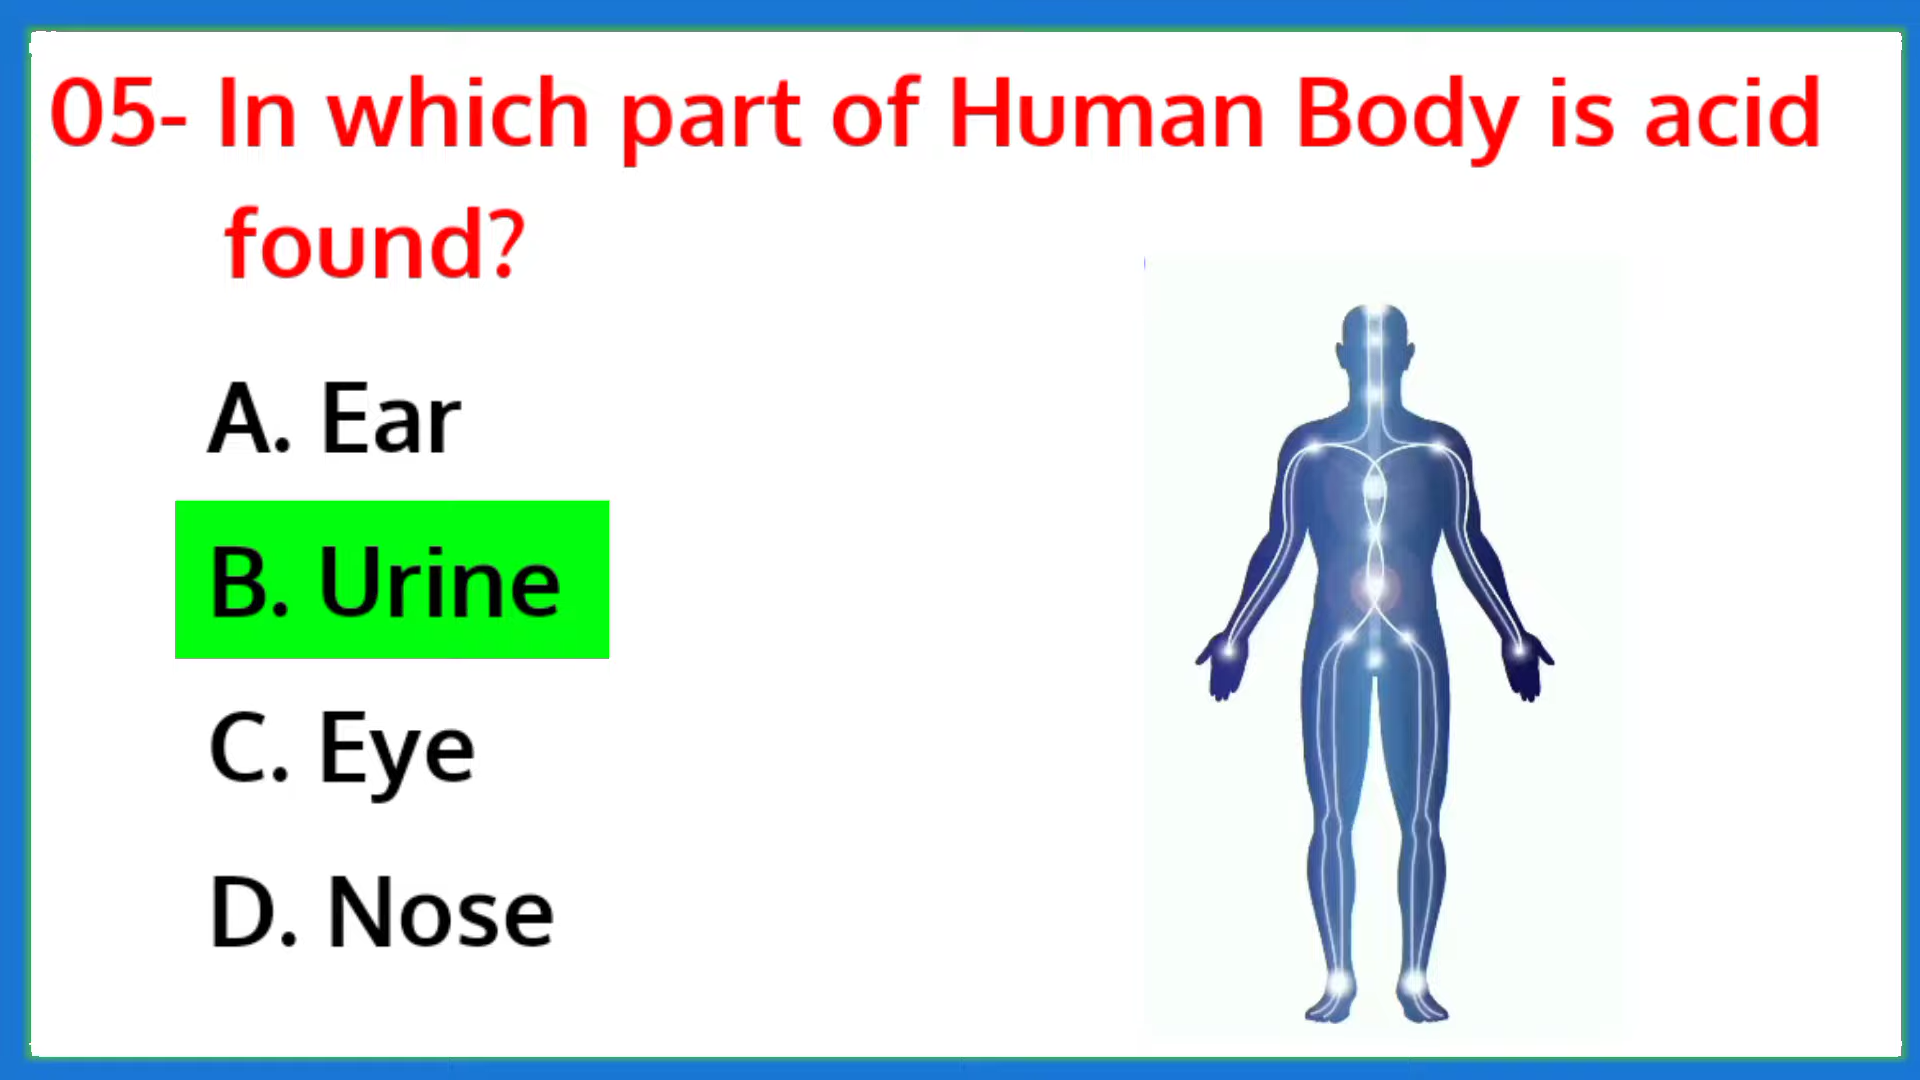 05- In which part of Human Body is acid
found?
A. Ear
B. Urine
C. Eye
D. Nose